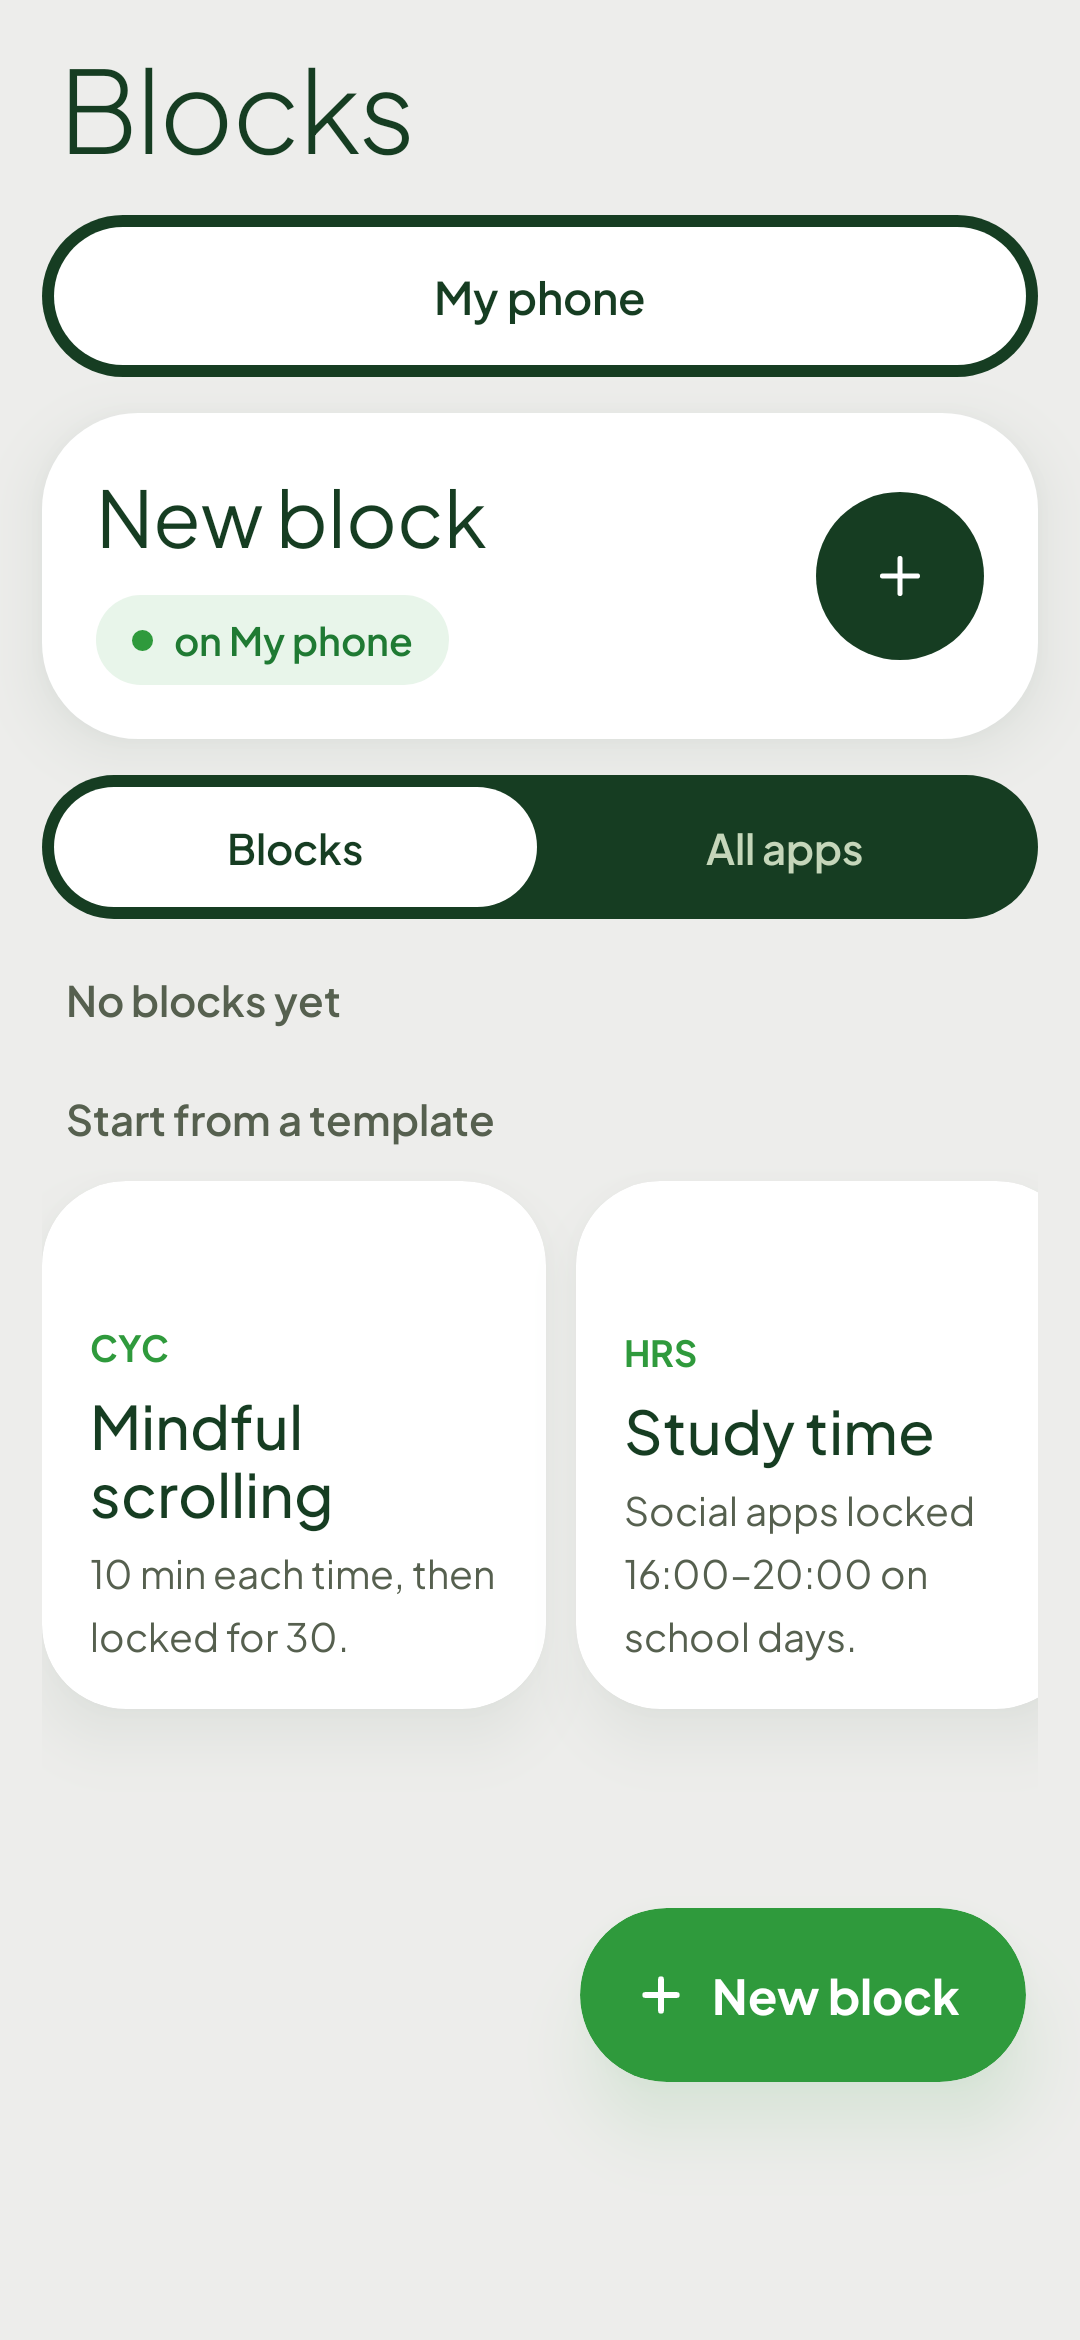 Blocks
My phone
New block
on My phone
Blocks
All apps
No blocks yet
Start from a template
CYC
Mindful
scrolling
10 min each time, then
locked for 30.
HRS
Study time
Social apps locked
16:00–20:00 on
school days.
New block